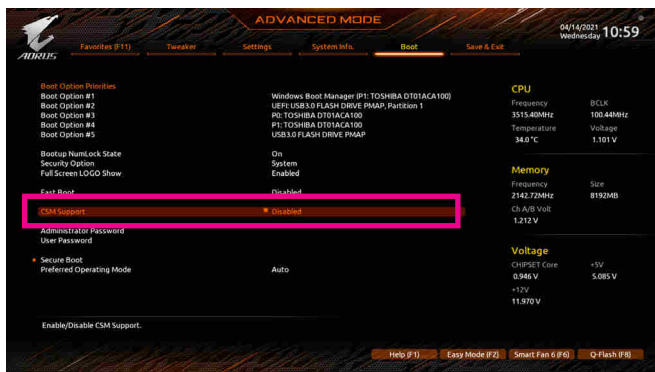 ADVANCED MODE
04/14/2021 Wednesday 10:59
AORUS
Favorites (F11) Tweaker Settings System Info. Boot Save & Exit
Boot Option Priorities
Boot Option #1 Windows Boot Manager (P1: TOSHIBA DT01ACA100)
Boot Option #2 UEFI: USB3.0 FLASH DRIVE PMAP, Partition 1
Boot Option #3 P0: TOSHIBA DT01ACA100
Boot Option #4 P1: TOSHIBA DT01ACA100
Boot Option #5 USB3.0 FLASH DRIVE PMAP
Bootup NumLock State On
Security Option System
Full Screen LOGO Show Enabled
Fast Boot Disabled
CSM Support Disabled
Administrator Password
User Password
Secure Boot
Preferred Operating Mode Auto
CPU
Frequency BCLK
3515.40MHz 100.44MHz
Temperature Voltage
34.0 °C 1.101 V
Memory
Frequency Size
2142.72MHz 8192MB
Ch A/B Volt
1.212 V
Voltage
CHIPSET Core +5V
0.946 V 5.085 V
+12V
11.970 V
Enable/Disable CSM Support.
Help (F1) Easy Mode (F2) Smart Fan 6 (F6) Q-Flash (F8)